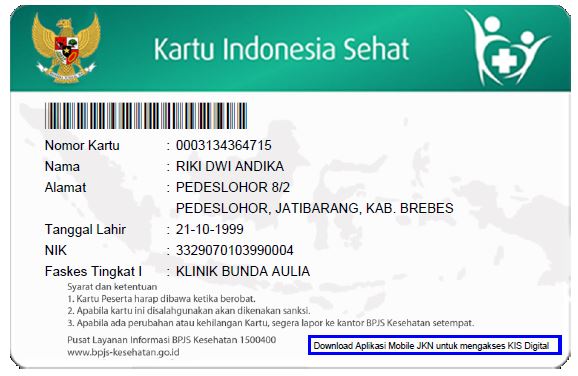 Kartu Indonesia Sehat
Nomor Kartu : 0003134364715
Nama : RIKI DWI ANDIKA
Alamat : PEDESLOHOR 8/2
PEDESLOHOR, JATIBARANG, KAB. BREBES
Tanggal Lahir : 21-10-1999
NIK : 3329070103990004
Faskes Tingkat I : KLINIK BUNDA AULIA
Syarat dan ketentuan
1. Kartu Peserta harap dibawa ketika berobat.
2. Apabila kartu ini disalahgunakan akan dikenakan sanksi.
3. Apabila ada perubahan atau kehilangan Kartu, segera lapor ke kantor BPJS Kesehatan setempat.
Pusat Layanan Informasi BPJS Kesehatan 1500400
www.bpjs-kesehatan.go.id
Download Aplikasi Mobile JKN untuk mengakses KIS Digital